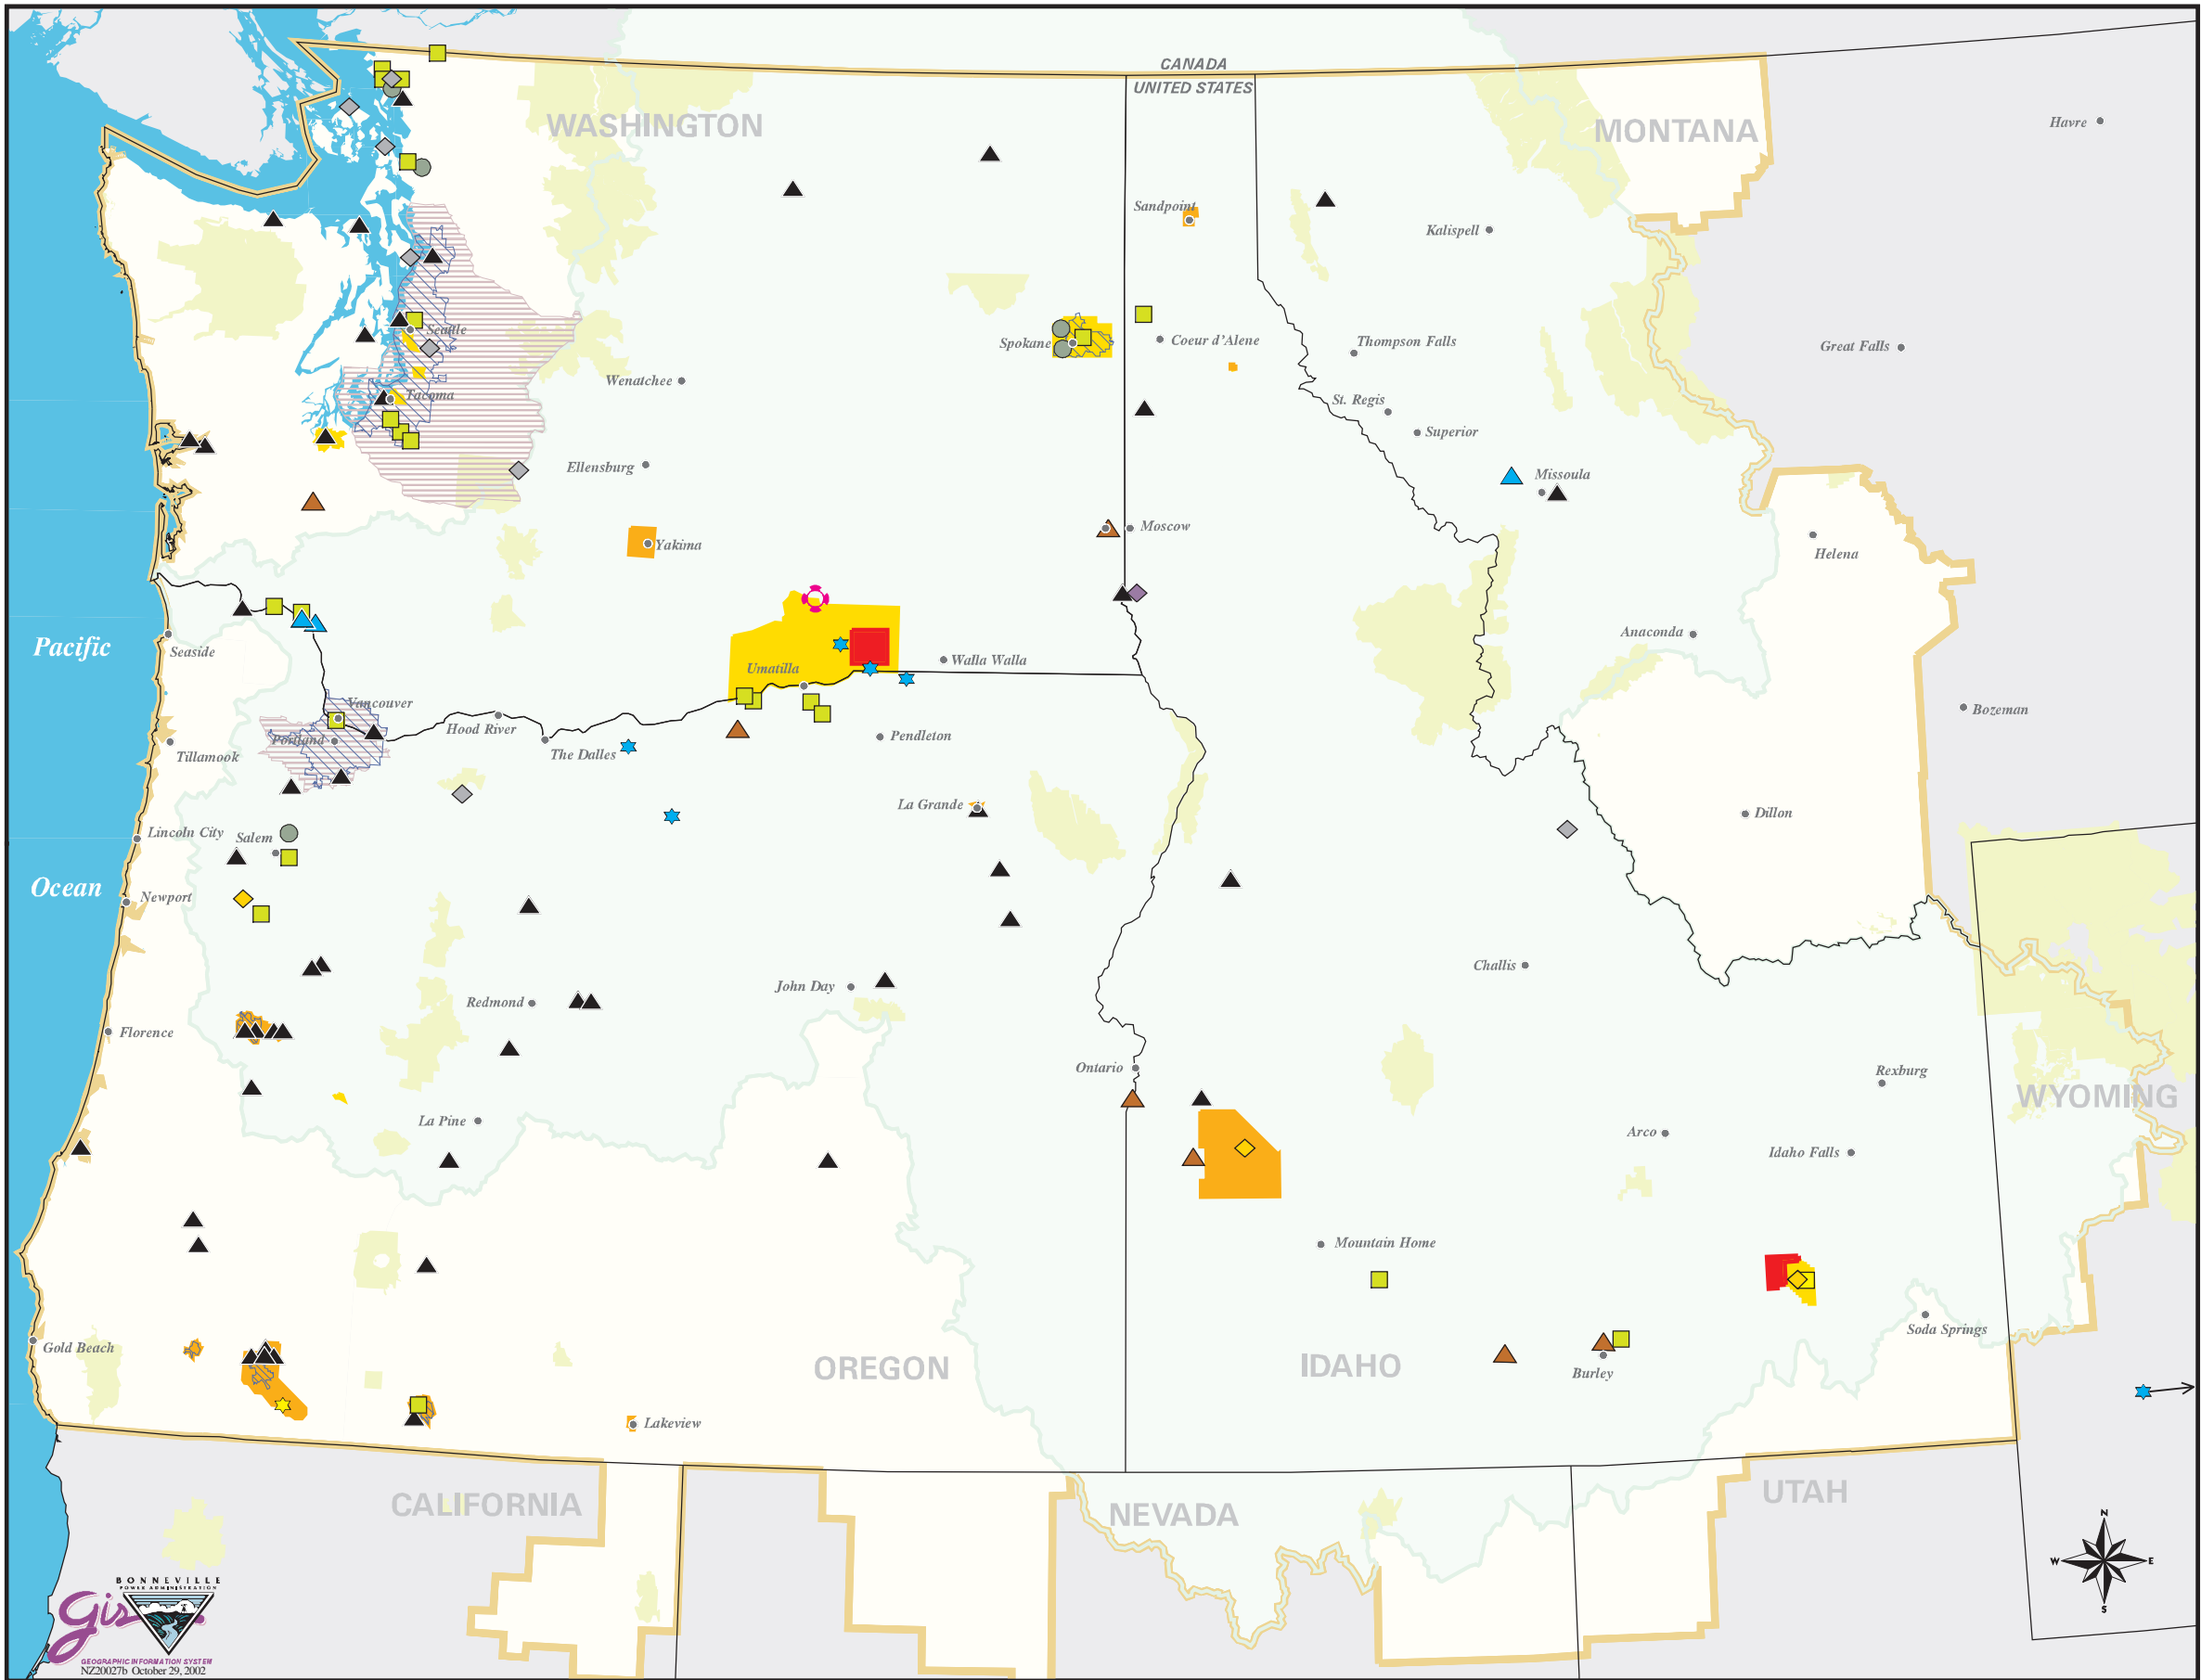 CANADA
UNITED STATES
WASHINGTON
MONTANA
Havre
Sandpoint
Kalispell
Seattle
Spokane
Coeur d'Alene
Thompson Falls
Great Falls
Wenatchee
Tacoma
St. Regis
Superior
Ellensburg
Missoula
Moscow
Yakima
Helena
Pacific
Seaside
Anaconda
Walla Walla
Umatilla
Vancouver
Bozeman
Hood River
Portland
Pendleton
Tillamook
The Dalles
La Grande
Dillon
Lincoln City
Salem
Ocean
Newport
Challis
John Day
Redmond
Florence
Ontario
Rexburg
WYOMING
La Pine
Arco
Idaho Falls
Mountain Home
Soda Springs
Gold Beach
OREGON
IDAHO
Burley
Lakeview
CALIFORNIA
NEVADA
UTAH
N
W
E
S
BONNEVILLE
POWER ADMINISTRATION
Gis
GEOGRAPHIC INFORMATION SYSTEM
NZ20027b October 29, 2002